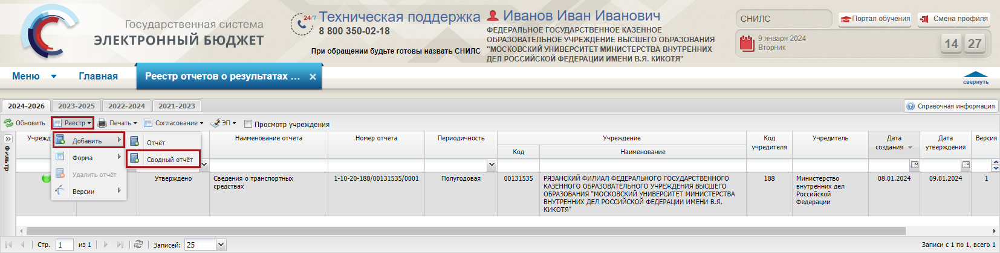 Государственная система
ЭЛЕКТРОННЫЙ БЮДЖЕТ
24/7
Техническая поддержка
8 800 350-02-18
При обращении будьте готовы назвать СНИЛС
Иванов Иван Иванович
ФЕДЕРАЛЬНОЕ ГОСУДАРСТВЕННОЕ КАЗЕННОЕ
ОБРАЗОВАТЕЛЬНОЕ УЧРЕЖДЕНИЕ ВЫСШЕГО ОБРАЗОВАНИЯ
"МОСКОВСКИЙ УНИВЕРСИТЕТ МИНИСТЕРСТВА ВНУТРЕННИХ
ДЕЛ РОССИЙСКОЙ ФЕДЕРАЦИИ ИМЕНИ В.Я. КИКОТЯ"
СНИЛС
Портал обучения
Смена профиля
9 января 2024
Вторник
14 27
Меню
Главная
Реестр отчетов о результатах ...
свернуть
2024-2026
2023-2025
2022-2024
2021-2023
Справочная информация
Обновить
Реестр
Печать
Согласование
ЭП
Просмотр учреждения
Фильтр
Учрежд
Наименование отчета
Номер отчета
Периодичность
Учреждение
Код
Наименование
Код
учредителя
Учредитель
Дата
создания
Дата
утверждения
Версия
Добавить
Форма
Удалить отчёт
Версии
Отчёт
Сводный отчёт
Утверждено
Сведения о транспортных
средствах
1-10-20-188/00131535/0001
Полугодовая
00131535
РЯЗАНСКИЙ ФИЛИАЛ ФЕДЕРАЛЬНОГО ГОСУДАРСТВЕННОГО
КАЗЕННОГО ОБРАЗОВАТЕЛЬНОГО УЧРЕЖДЕНИЯ ВЫСШЕГО
ОБРАЗОВАНИЯ "МОСКОВСКИЙ УНИВЕРСИТЕТ МИНИСТЕРСТВА
ВНУТРЕННИХ ДЕЛ РОССИЙСКОЙ ФЕДЕРАЦИИ ИМЕНИ В.Я.
КИКОТЯ"
188
Министерство
внутренних дел
Российской
Федерации
08.01.2024
09.01.2024
1
Стр. 1 из 1
Записей: 25
Записи с 1 по 1, всего 1